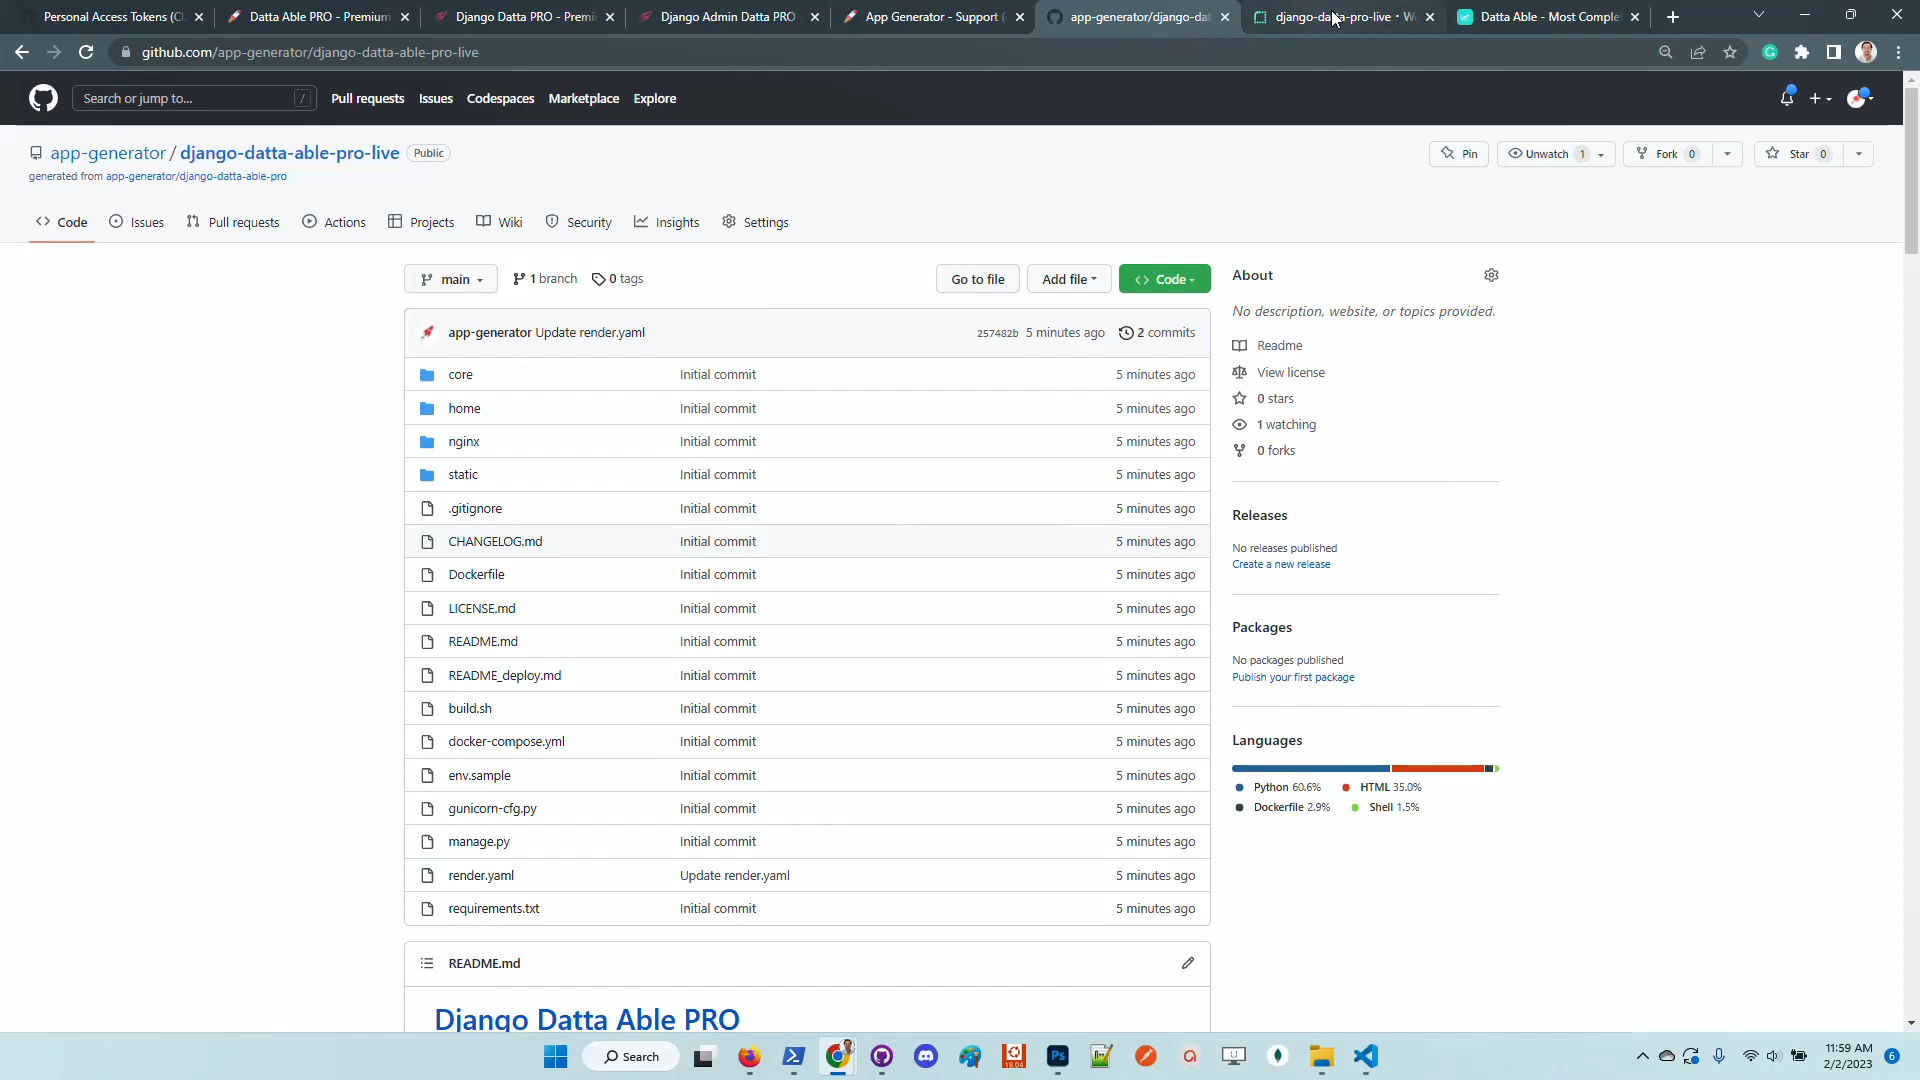 Personal Access Tokens (Cl
Datta Able PRO - Premium
Django Datta PRO - Premi
Django Admin Datta PRO
App Generator - Support (
app-generator/django-dat
django-datta-pro-live • We
Datta Able - Most Comple
github.com/app-generator/django-datta-able-pro-live
Search or jump to...
/
Pull requests
Issues
Codespaces
Marketplace
Explore
app-generator / django-datta-able-pro-live
Public
generated from app-generator/django-datta-able-pro
Pin
Unwatch 1
Fork 0
Star 0
Code
Issues
Pull requests
Actions
Projects
Wiki
Security
Insights
Settings
main
1 branch
0 tags
Go to file
Add file
Code
app-generator Update render.yaml
257482b 5 minutes ago
2 commits
core Initial commit 5 minutes ago
home Initial commit 5 minutes ago
nginx Initial commit 5 minutes ago
static Initial commit 5 minutes ago
.gitignore Initial commit 5 minutes ago
CHANGELOG.md Initial commit 5 minutes ago
Dockerfile Initial commit 5 minutes ago
LICENSE.md Initial commit 5 minutes ago
README.md Initial commit 5 minutes ago
README_deploy.md Initial commit 5 minutes ago
build.sh Initial commit 5 minutes ago
docker-compose.yml Initial commit 5 minutes ago
env.sample Initial commit 5 minutes ago
gunicorn-cfg.py Initial commit 5 minutes ago
manage.py Initial commit 5 minutes ago
render.yaml Update render.yaml 5 minutes ago
requirements.txt Initial commit 5 minutes ago
README.md
Django Datta Able PRO
About
No description, website, or topics provided.
Readme
View license
0 stars
1 watching
0 forks
Releases
No releases published
Create a new release
Packages
No packages published
Publish your first package
Languages
Python 60.6%
HTML 35.0%
Dockerfile 2.9%
Shell 1.5%
Search
18.04
11:59 AM
2/2/2023
6